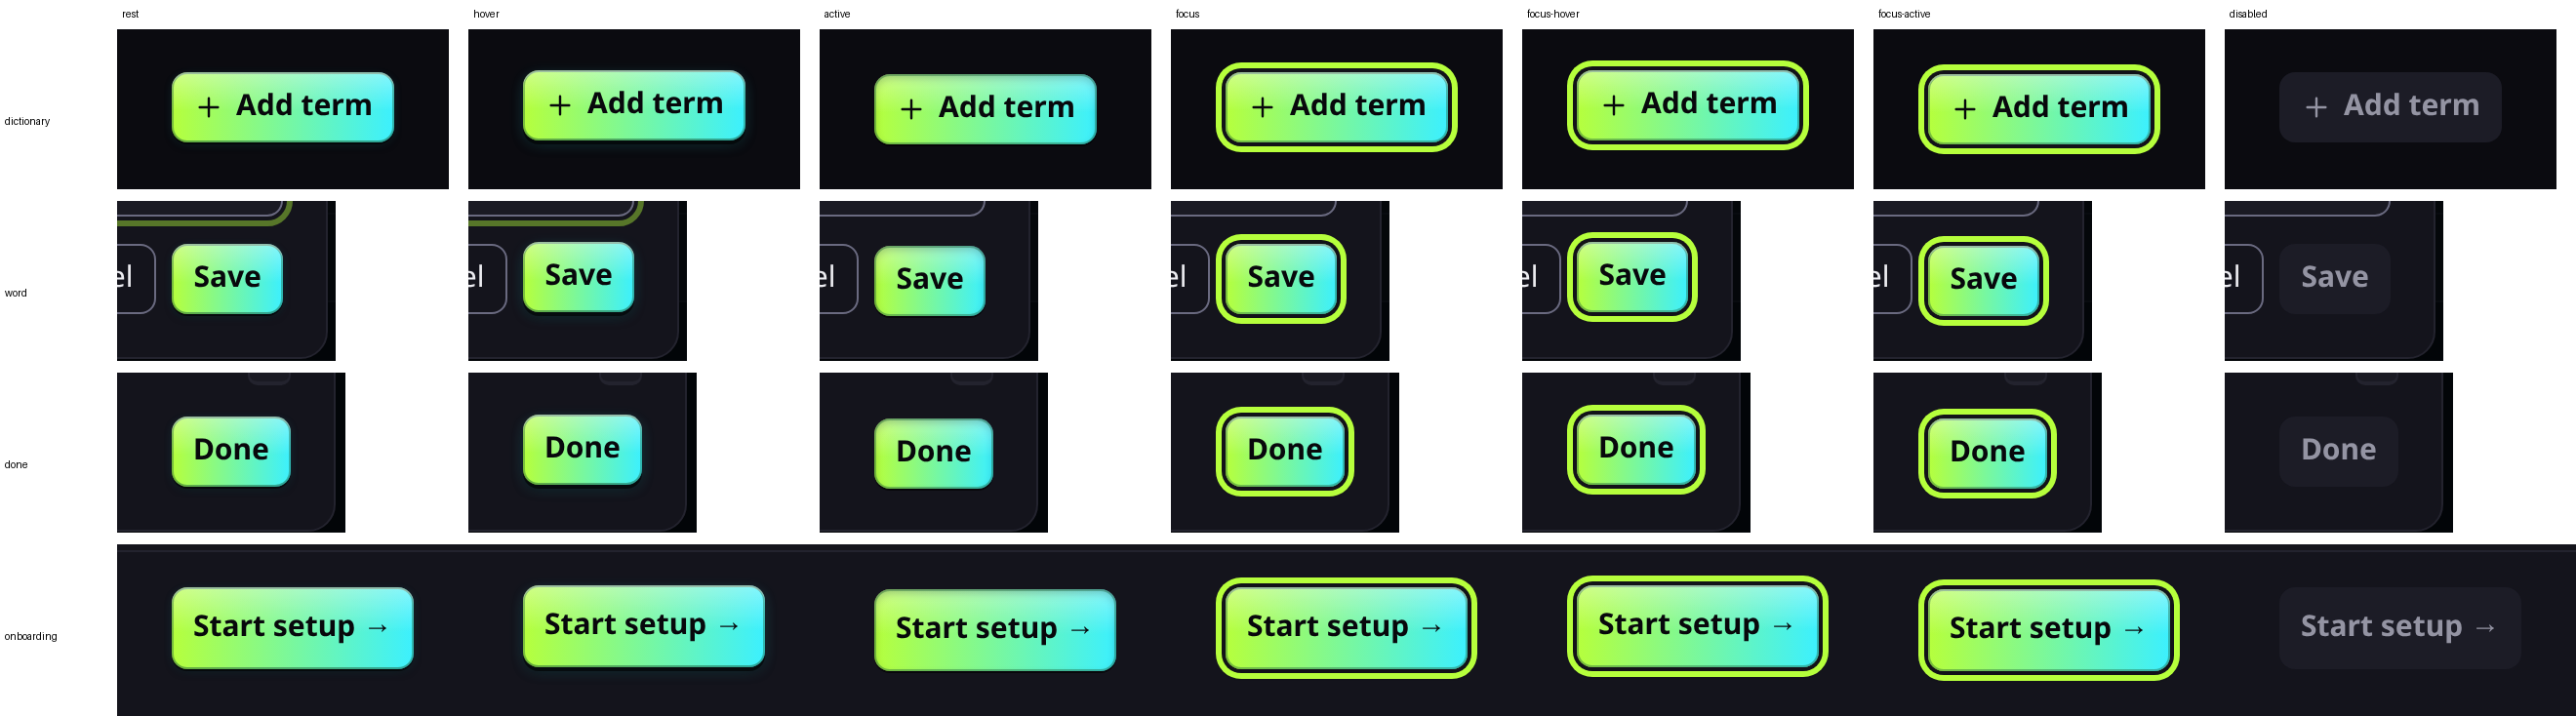 rest hover active focus focus-hover focus-active disabled
dictionary + Add term + Add term + Add term + Add term + Add term + Add term + Add term
word el Save el Save el Save el Save el Save el Save el Save
done Done Done Done Done Done Done Done
onboarding Start setup → Start setup → Start setup → Start setup → Start setup → Start setup → Start setup →